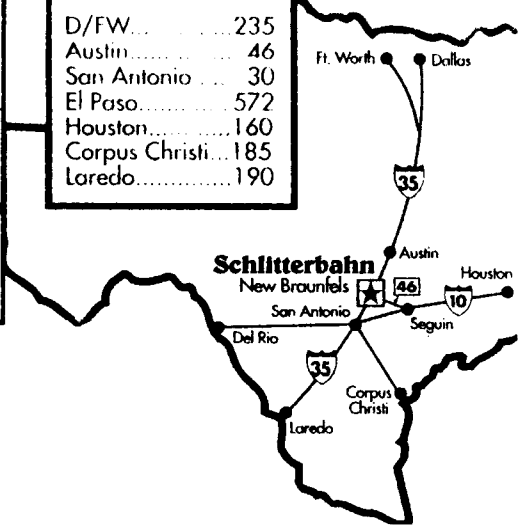 D/FW... ...235
Austin... ...46
San Antonio ... 30
El Paso... ...572
Houston............160
Corpus Christi...185
Laredo..............190
Ft. Worth
Dallas
35
Austin
Schlitterbahn
New Braunfels
46
Houston
10
San Antonio
Seguin
Del Rio
35
Corpus
Christi
Laredo